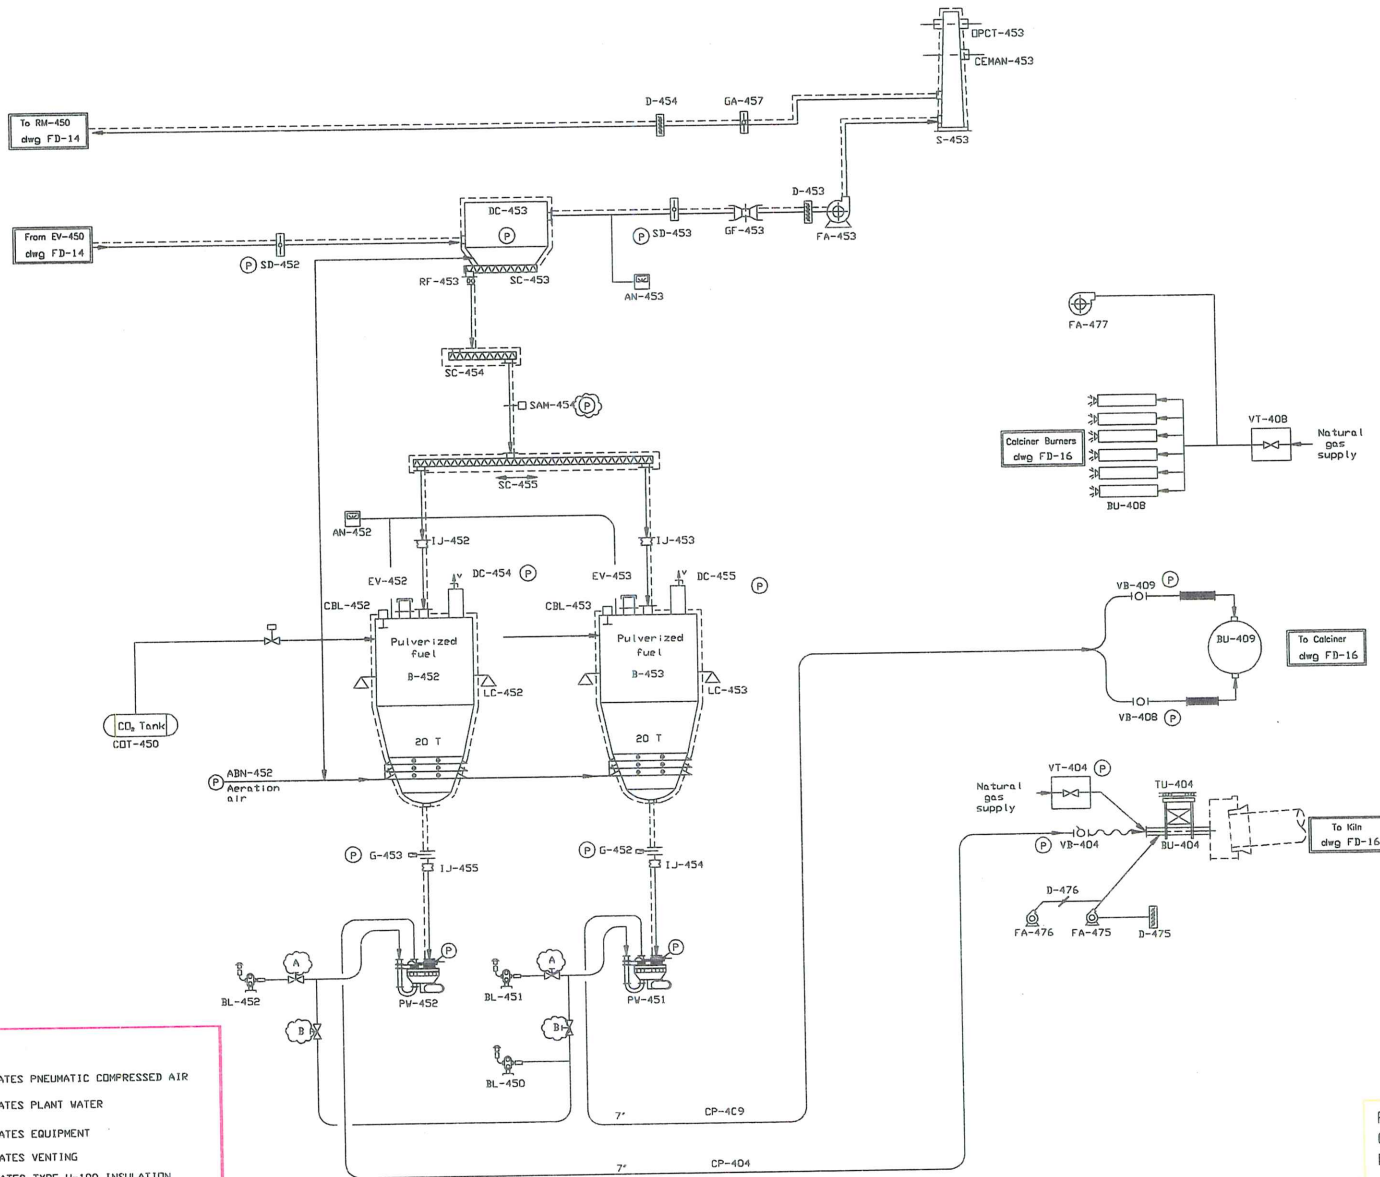 OPCT-453
CEMAN-453
D-454
GA-457
To RM-450
dwg FD-14
S-453
D-453
DC-453
P
From EV-450
dwg FD-14
P SD-452
P SD-453
GF-453
FA-453
RF-453
SC-453
AN-453
FA-477
SC-454
SAM-454 P
VT-408
Natural
gas
supply
Calciner Burners
dwg FD-16
SC-455
BU-408
AN-452
IJ-452
IJ-453
EV-452
DC-454 P
EV-453
DC-455 P
VB-409 P
CBL-452
CBL-453
Pulverized
fuel
B-452
Pulverized
fuel
B-453
BU-409
To Calciner
dwg FD-16
LC-452
LC-453
CO₂ Tank
COT-450
VB-408 P
20 T
20 T
P ABN-452
Aeration
air
VT-404 P
Natural
gas
supply
TU-404
To Kiln
dwg FD-16
P VB-404
BU-404
P G-453
P G-452
IJ-455
IJ-454
D-476
FA-476
FA-475
D-475
A
P
A
P
BL-452
PW-452
BL-451
PW-451
B
B
BL-450
7"
CP-409
7"
CP-404
ATES PNEUMATIC COMPRESSED AIR
ATES PLANT WATER
ATES EQUIPMENT
ATES VENTING